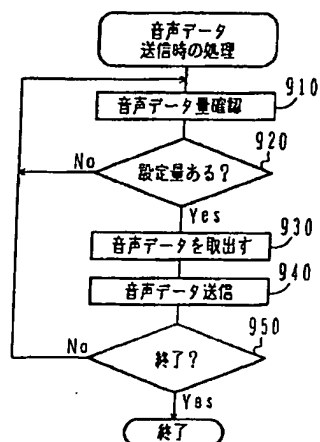 音声データ
送信時の処理
910
音声データ量確認
920
設定量ある?
No
Yes
930
音声データを取出す
940
音声データ送信
950
終了?
No
Yes
終了